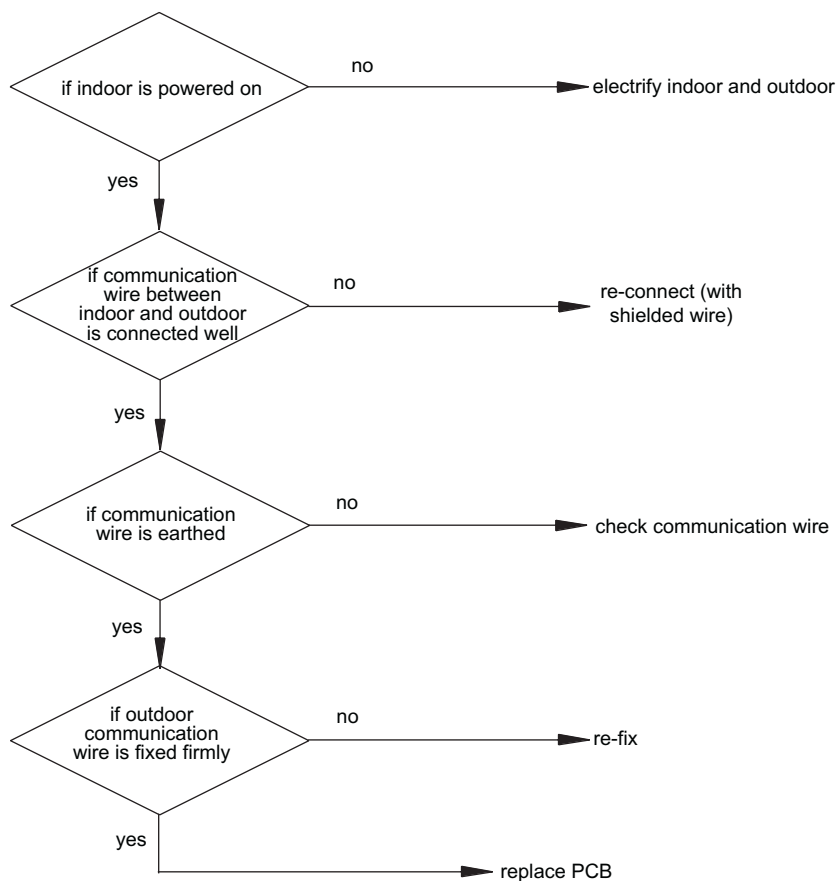 if indoor is powered on
no
electrify indoor and outdoor
yes
if communication
wire between
indoor and outdoor
is connected well
no
re-connect (with
shielded wire)
yes
if communication
wire is earthed
no
check communication wire
yes
if outdoor
communication
wire is fixed firmly
no
re-fix
yes
replace PCB